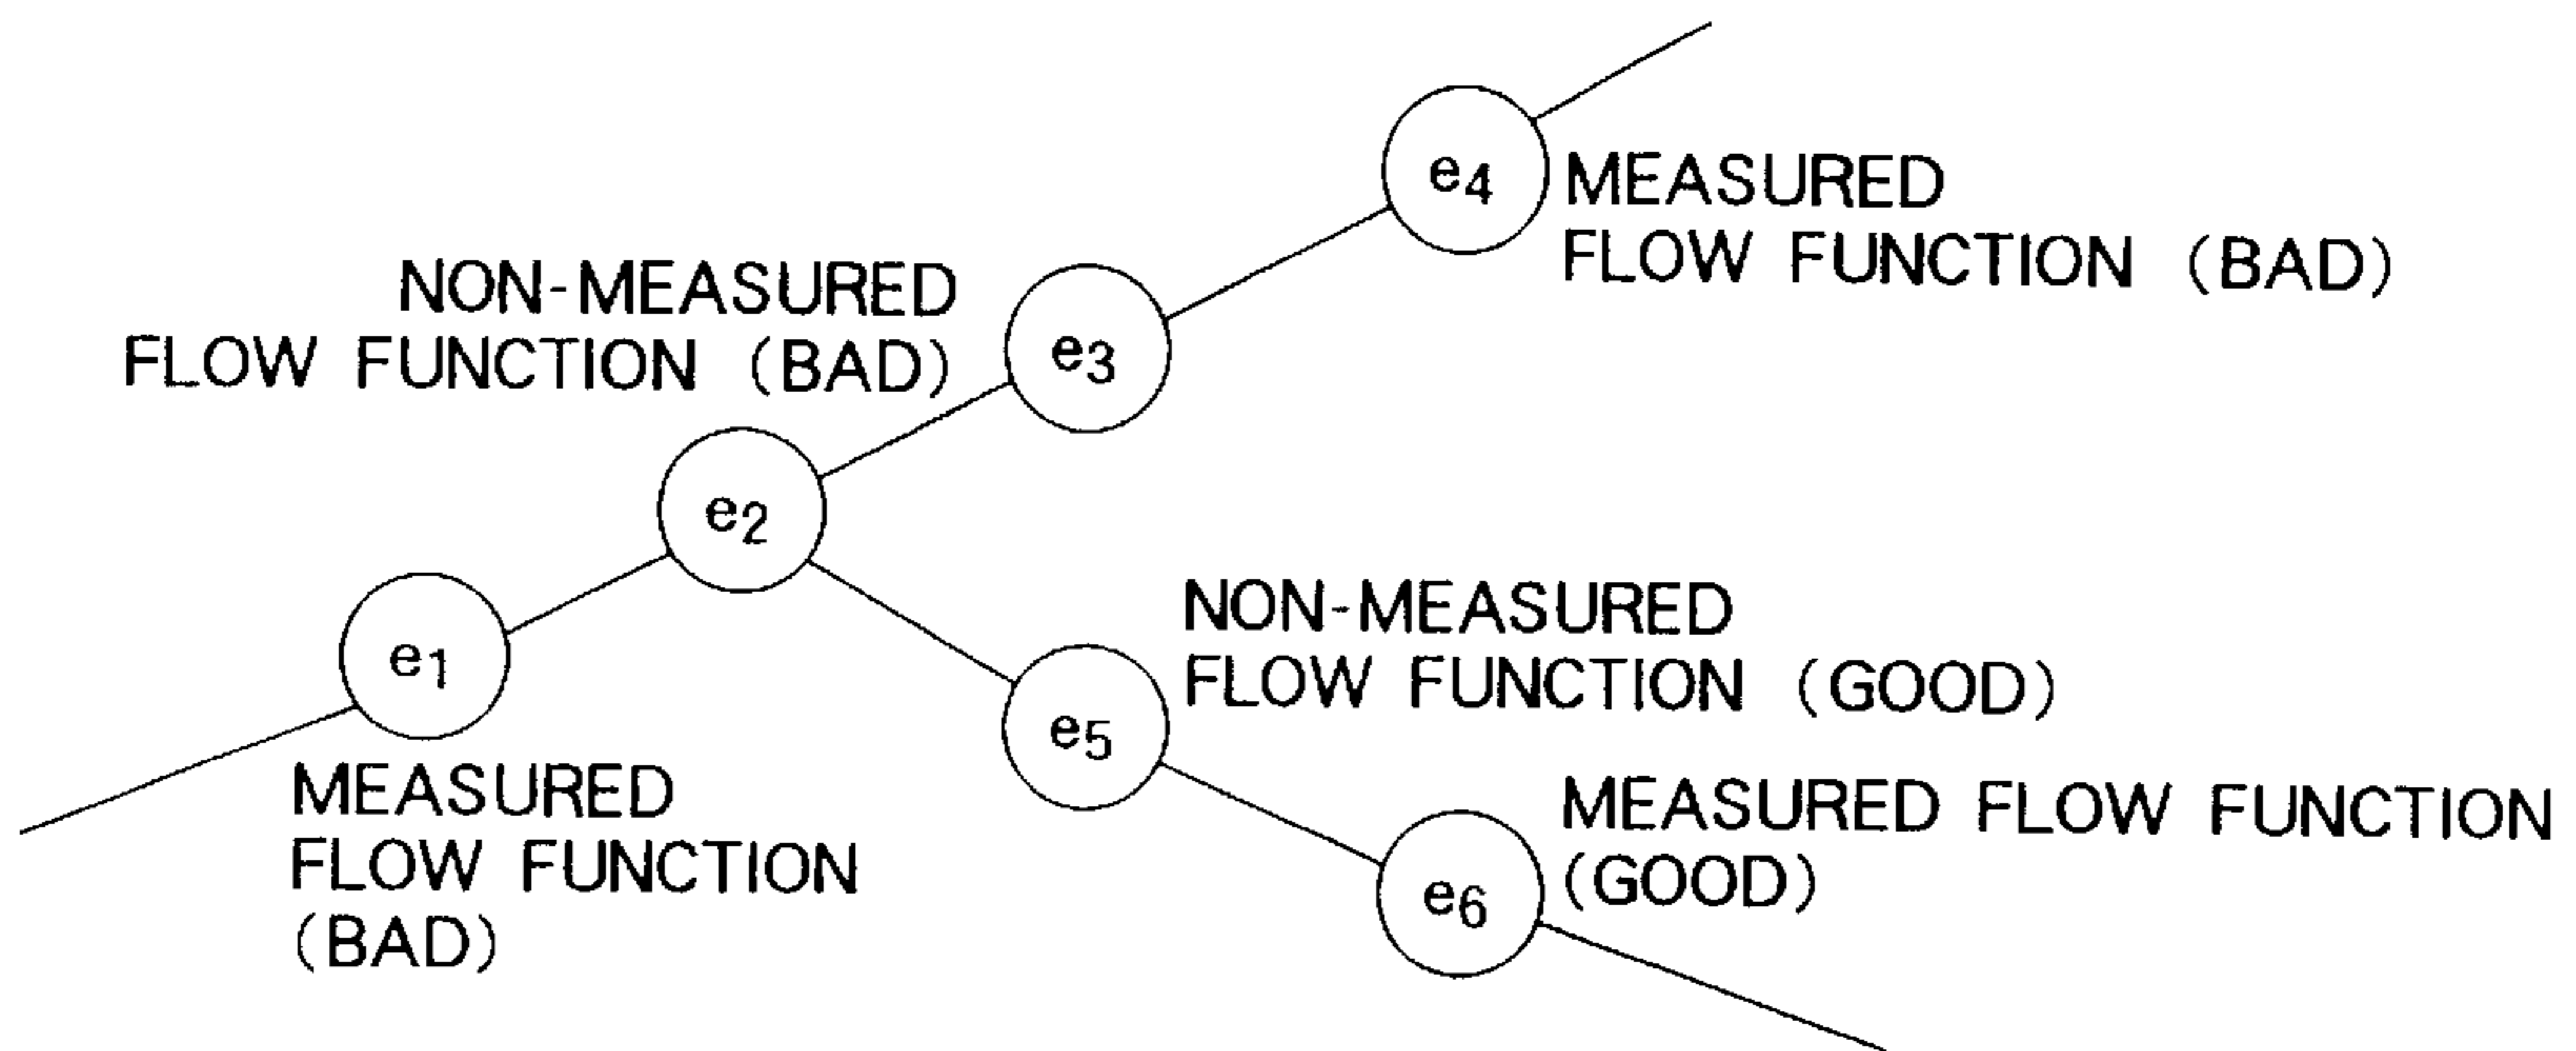 e4
MEASURED
FLOW FUNCTION (BAD)
NON-MEASURED
FLOW FUNCTION (BAD)
e3
e2
e1
MEASURED
FLOW FUNCTION
(BAD)
NON-MEASURED
FLOW FUNCTION (GOOD)
e5
MEASURED FLOW FUNCTION
(GOOD)
e6